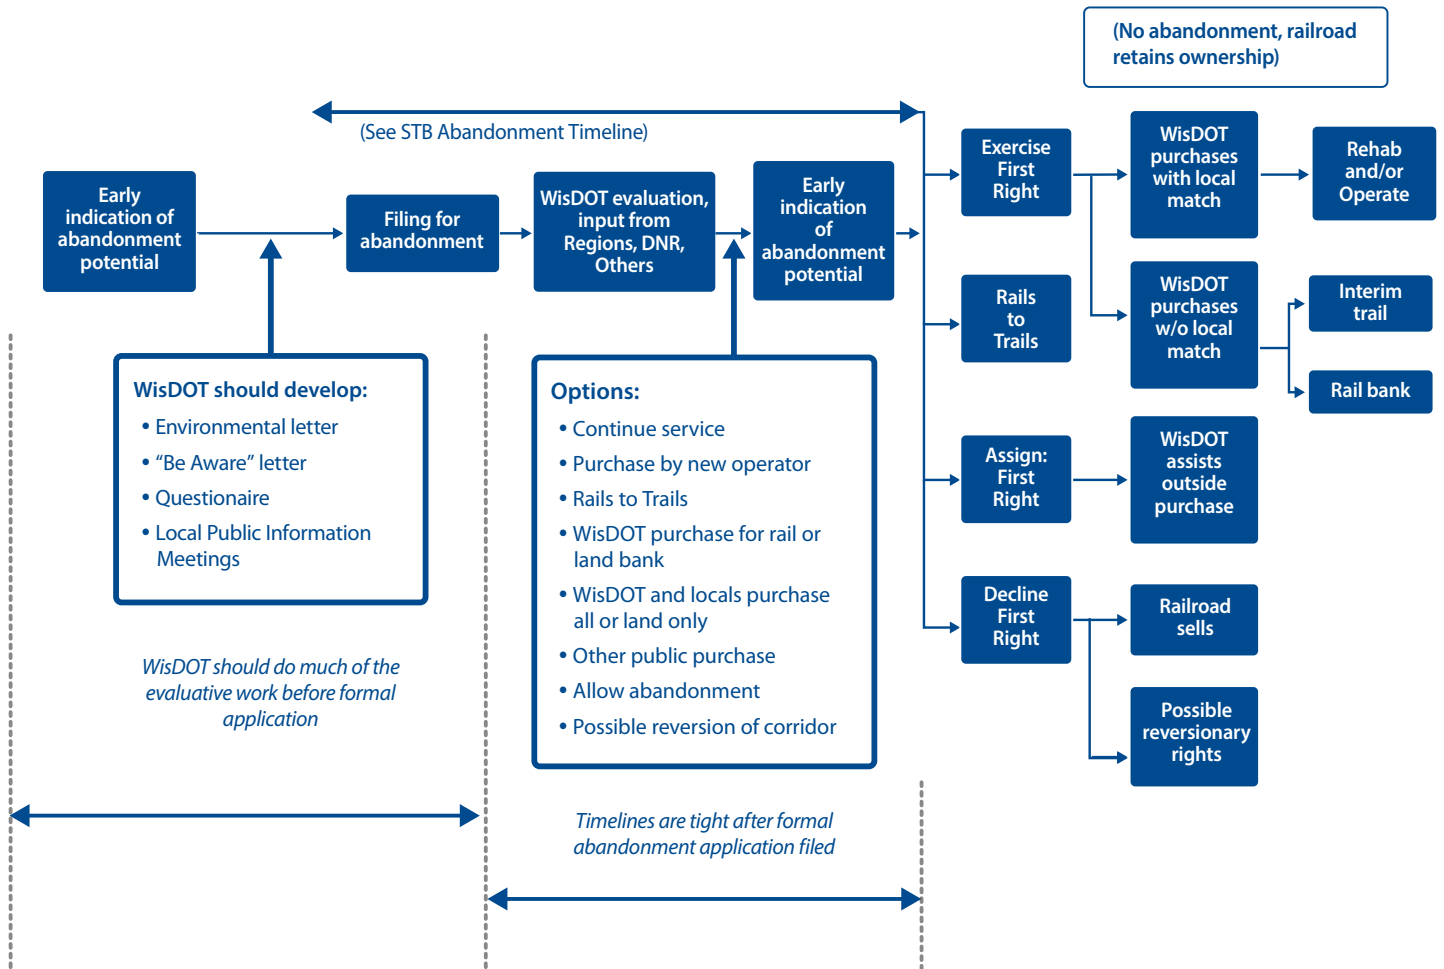 (No abandonment, railroad
retains ownership)
(See STB Abandonment Timeline)
Early
indication of
abandonment
potential
Filing for
abandonment
WisDOT evaluation,
input from
Regions, DNR,
Others
Early
indication
of
abandonment
potential
Exercise
First
Right
WisDOT
purchases
with local
match
Rehab
and/or
Operate
Rails
to
Trails
WisDOT
purchases
w/o local
match
Interim
trail
Rail bank
Assign:
First
Right
WisDOT
assists
outside
purchase
Decline
First
Right
Railroad
sells
Possible
reversionary
rights
WisDOT should develop:
• Environmental letter
• “Be Aware” letter
• Questionaire
• Local Public Information
Meetings
WisDOT should do much of the
evaluative work before formal
application
Options:
• Continue service
• Purchase by new operator
• Rails to Trails
• WisDOT purchase for rail or
land bank
• WisDOT and locals purchase
all or land only
• Other public purchase
• Allow abandonment
• Possible reversion of corridor
Timelines are tight after formal
abandonment application filed